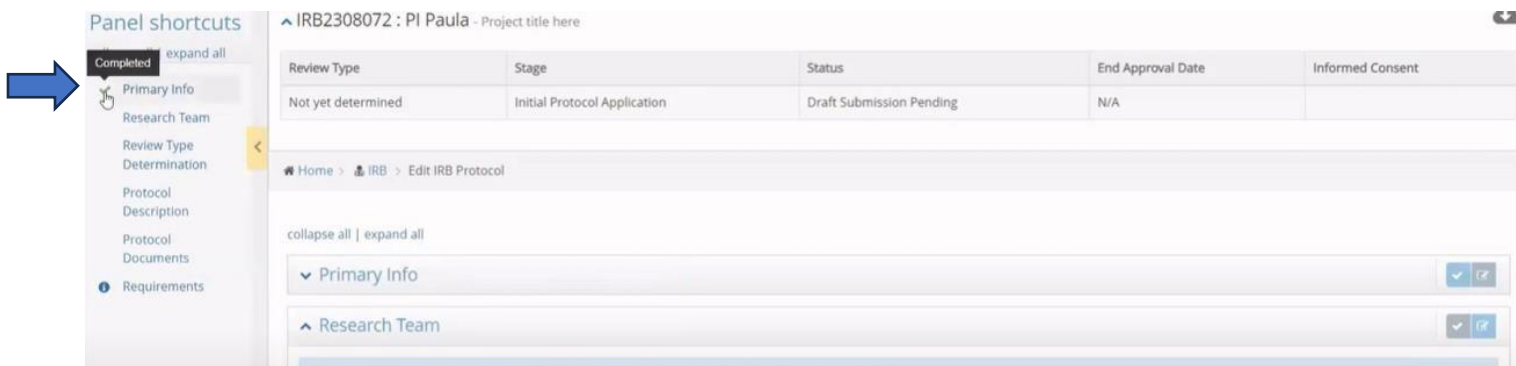 Panel shortcuts
expand all
Completed
Primary Info
Research Team
Review Type
Determination
Protocol
Description
Protocol
Documents
Requirements
IRB2308072 : PI Paula - Project title here
Review Type Stage Status End Approval Date Informed Consent
Not yet determined Initial Protocol Application Draft Submission Pending N/A
Home > IRB > Edit IRB Protocol
collapse all | expand all
Primary Info
Research Team